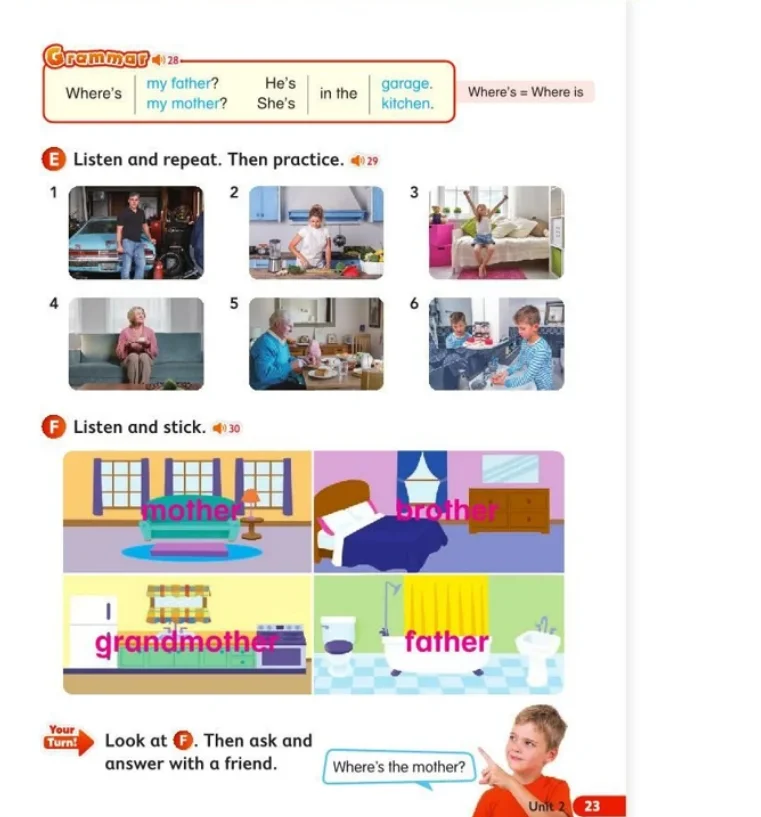 Grammar 28
Where's my father? He's in the garage.
my mother? She's kitchen.
Where's = Where is
E Listen and repeat. Then practice. 29
1 2 3
4 5 6
F Listen and stick. 30
mother brother
grandmother father
Your Turn!
Look at F. Then ask and
answer with a friend.
Where's the mother?
Unit 2 23